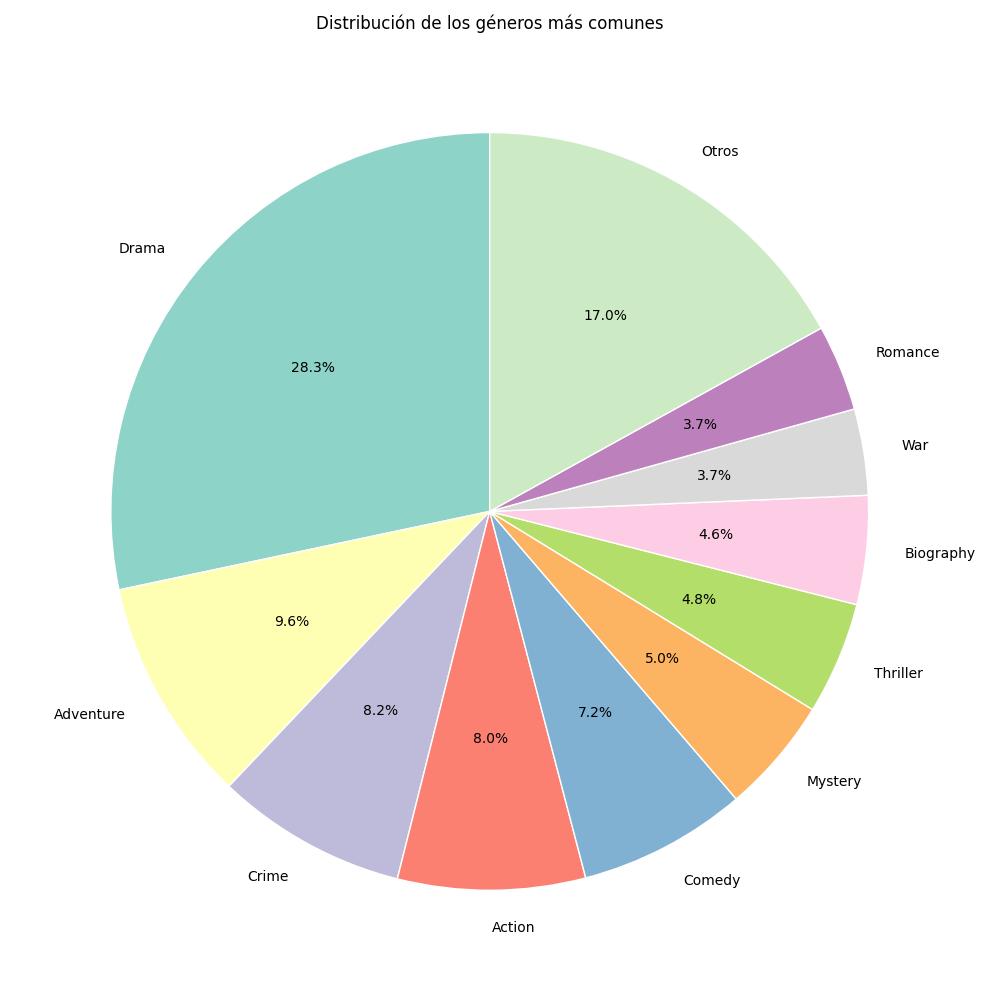 Distribución de los géneros más comunes
Otros
17.0%
Drama
28.3%
Romance
3.7%
War
3.7%
Biography
4.6%
Thriller
4.8%
Mystery
5.0%
Comedy
7.2%
Action
8.0%
Crime
8.2%
Adventure
9.6%